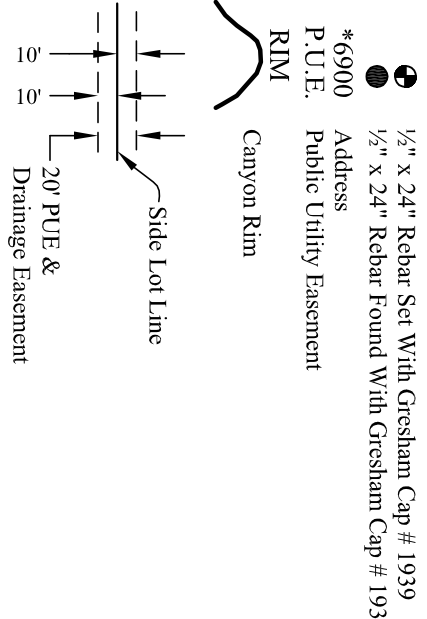 ½" x 24" Rebar Set With Gresham Cap # 1939
½" x 24" Rebar Found With Gresham Cap # 193
*6900 Address
P.U.E. Public Utility Easement
RIM Canyon Rim
Side Lot Line
10' 10' 20' PUE &
Drainage Easement